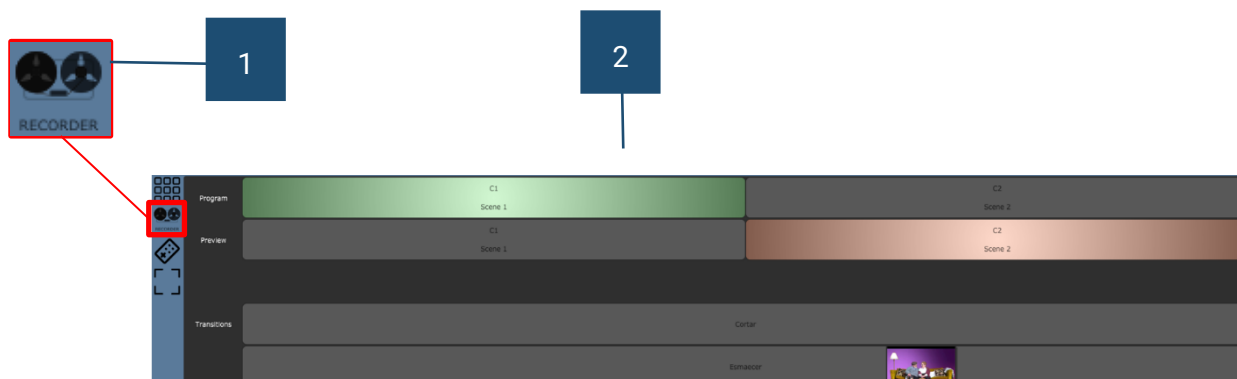 1
2
RECORDER
Program
C1
C2
Scene 1
Scene 2
RECORDER
Preview
C1
C2
Scene 1
Scene 2
Transitions
Cortar
Esmaecer